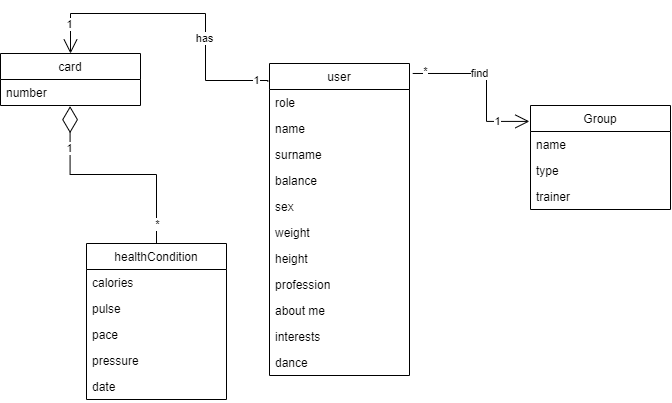 1
has
card
number
1
*
healthCondition
calories
pulse
pace
pressure
date
1
user
role
name
surname
balance
sex
weight
height
profession
about me
interests
dance
*
find
1
Group
name
type
trainer